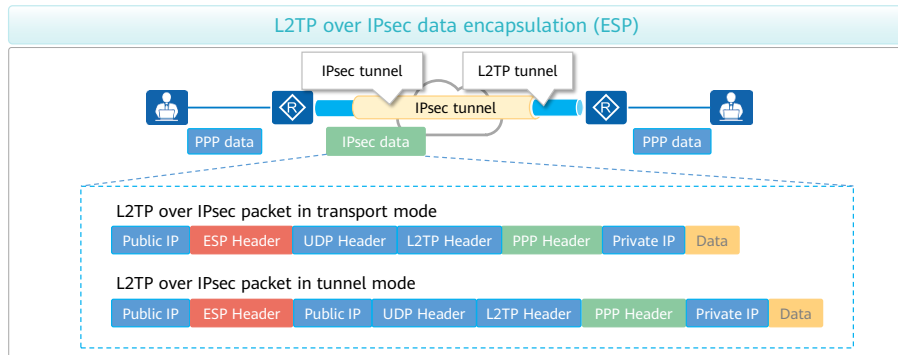 L2TP over IPsec data encapsulation (ESP)
IPsec tunnel L2TP tunnel
R IPsec tunnel R
PPP data IPsec data PPP data
L2TP over IPsec packet in transport mode
Public IP ESP Header UDP Header L2TP Header PPP Header Private IP Data
L2TP over IPsec packet in tunnel mode
Public IP ESP Header Public IP UDP Header L2TP Header PPP Header Private IP Data